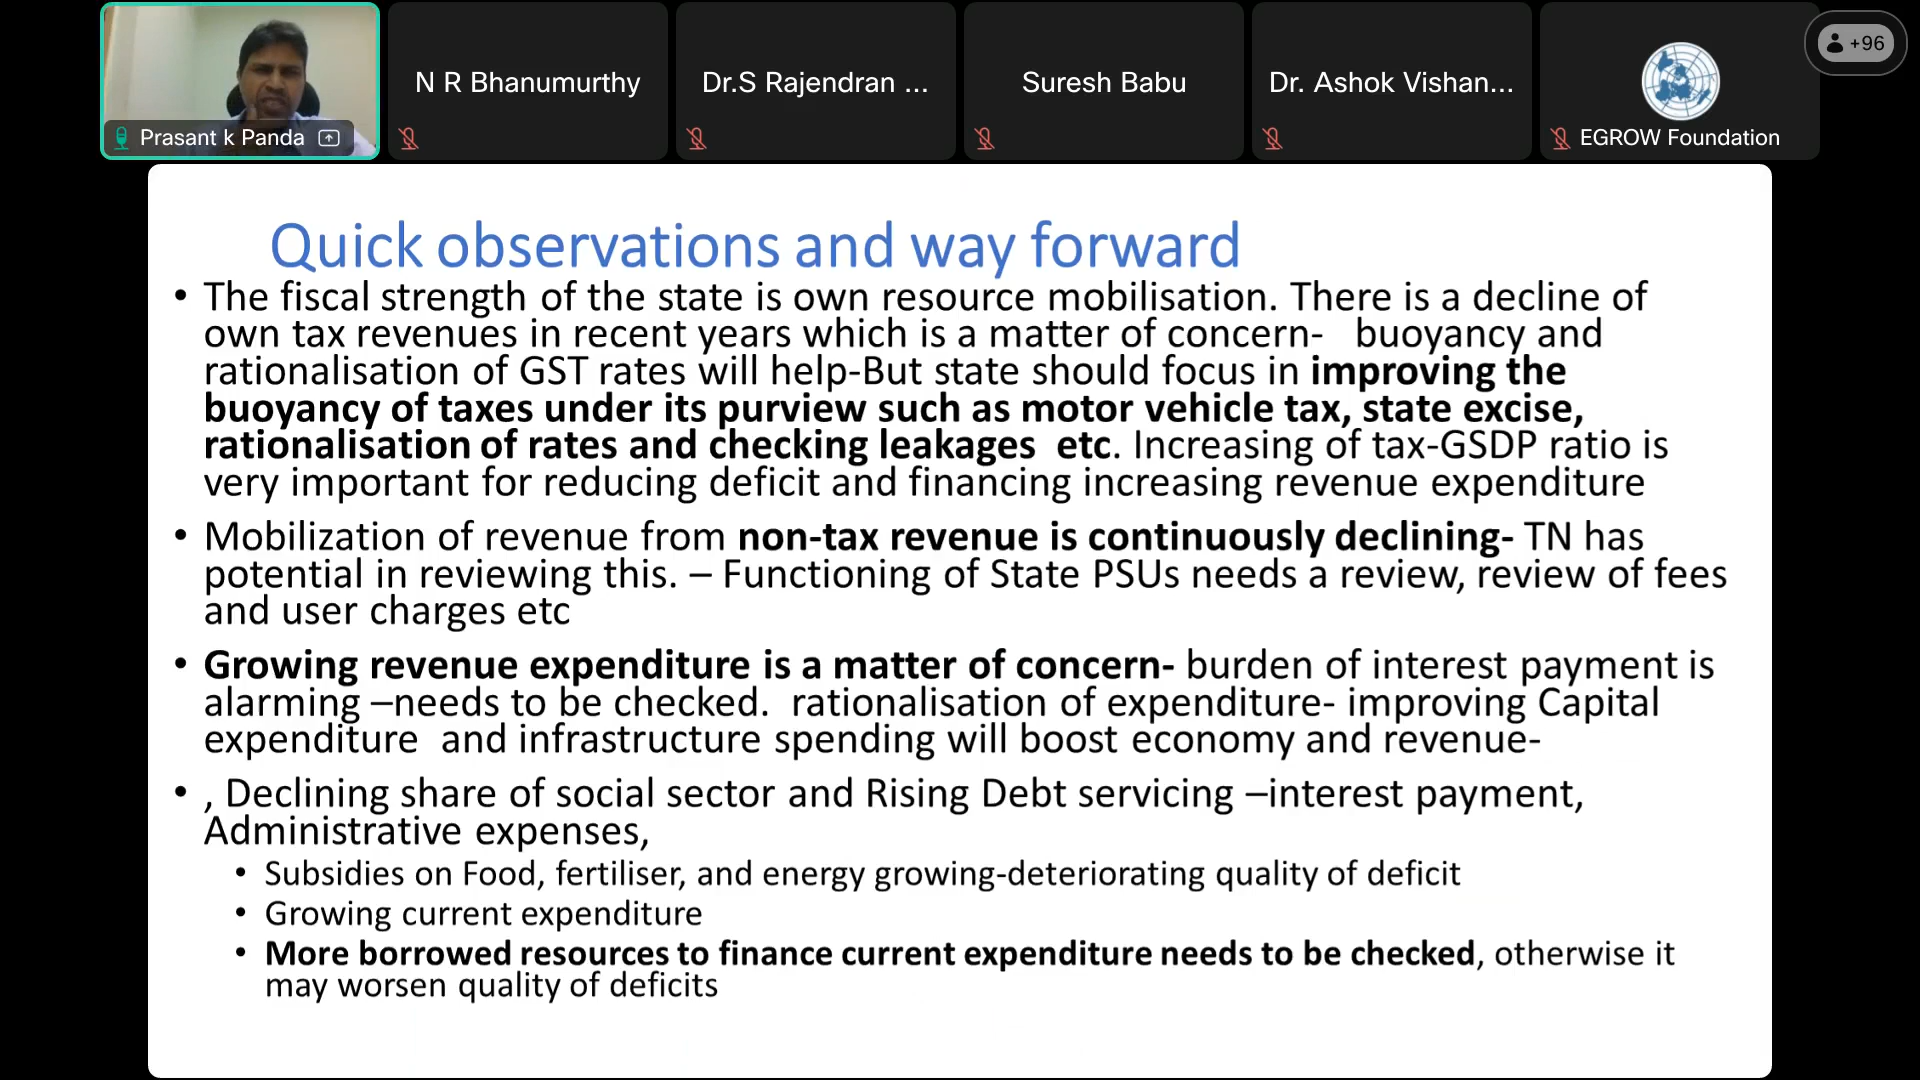 Prasant k Panda
N R Bhanumurthy
Dr.S Rajendran ...
Suresh Babu
Dr. Ashok Vishan...
EGROW Foundation
+96
Quick observations and way forward
• The fiscal strength of the state is own resource mobilisation. There is a decline of
own tax revenues in recent years which is a matter of concern-   buoyancy and
rationalisation of GST rates will help-But state should focus in improving the
buoyancy of taxes under its purview such as motor vehicle tax, state excise,
rationalisation of rates and checking leakages  etc. Increasing of tax-GSDP ratio is
very important for reducing deficit and financing increasing revenue expenditure
• Mobilization of revenue from non-tax revenue is continuously declining- TN has
potential in reviewing this. – Functioning of State PSUs needs a review, review of fees
and user charges etc
• Growing revenue expenditure is a matter of concern- burden of interest payment is
alarming –needs to be checked.  rationalisation of expenditure- improving Capital
expenditure  and infrastructure spending will boost economy and revenue-
• , Declining share of social sector and Rising Debt servicing –interest payment,
Administrative expenses,
• Subsidies on Food, fertiliser, and energy growing-deteriorating quality of deficit
• Growing current expenditure
• More borrowed resources to finance current expenditure needs to be checked, otherwise it
may worsen quality of deficits